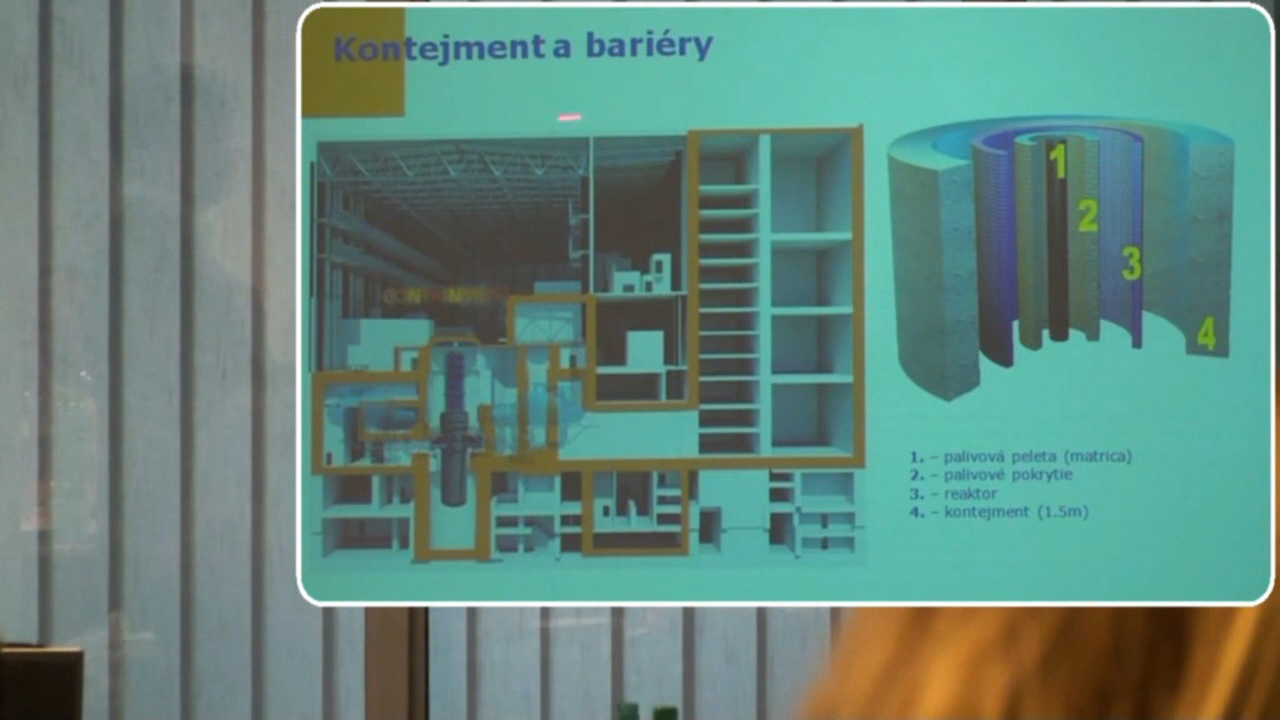 Kontejment a bariéry
1
2
3
4
1. – palivová peleta (matrica)
2. – palivové pokrytie
3. – reaktor
4. – kontejment (1.5m)